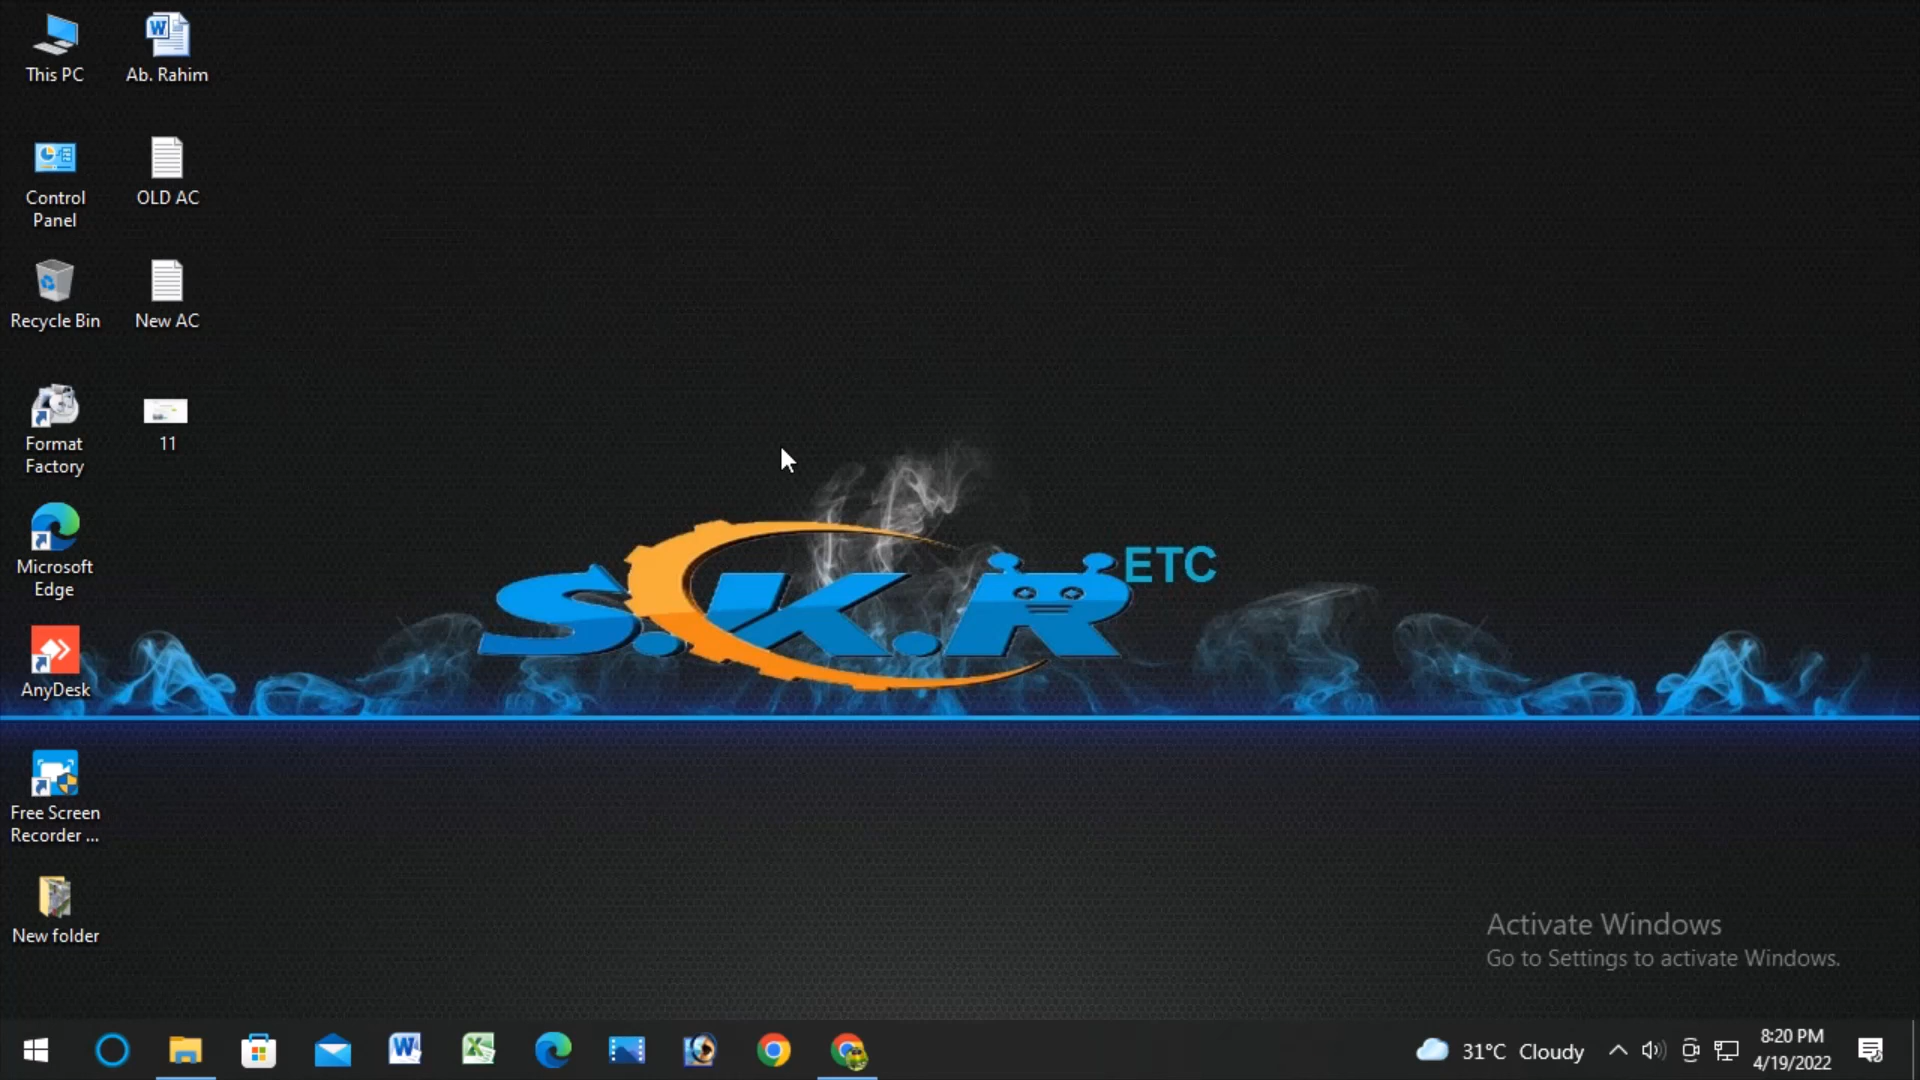 This PC
Ab. Rahim
Control
Panel
OLD AC
Recycle Bin
New AC
Format
Factory
11
Microsoft
Edge
AnyDesk
Free Screen
Recorder ...
New folder
S.K.R ETC
Activate Windows
Go to Settings to activate Windows.
31°C Cloudy
8:20 PM
4/19/2022